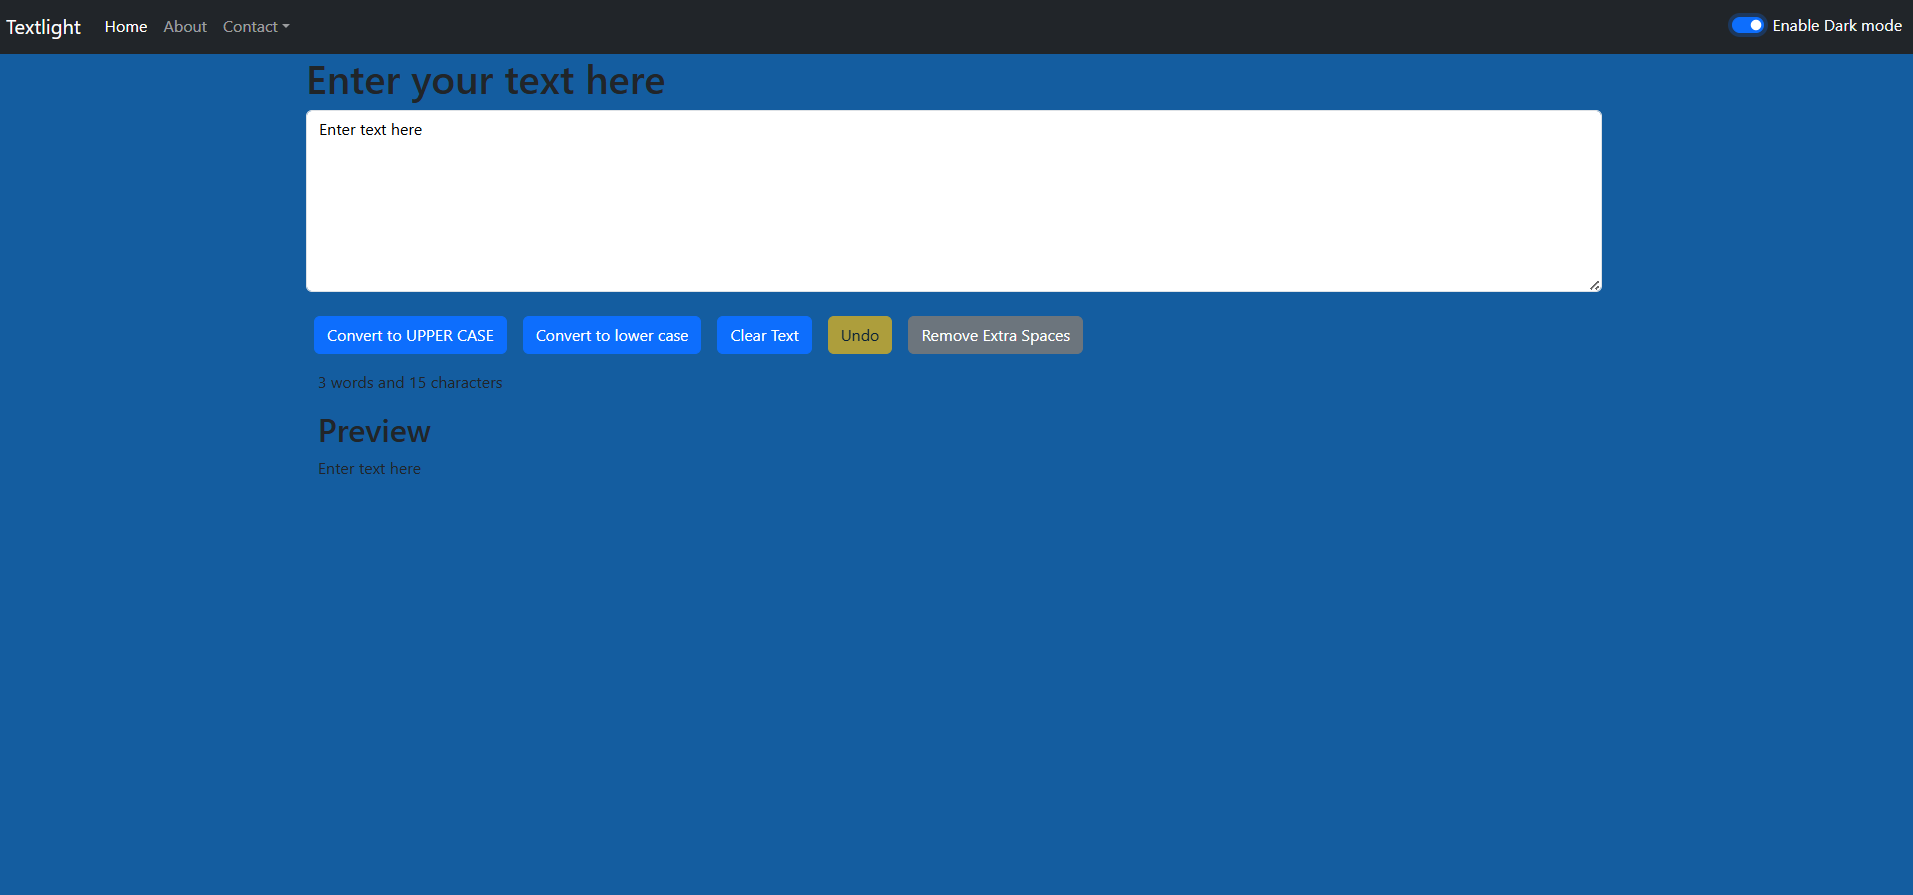 Textlight Home About Contact Enable Dark mode
Enter your text here
Enter text here
Convert to UPPER CASE Convert to lower case Clear Text Undo Remove Extra Spaces
3 words and 15 characters
Preview
Enter text here